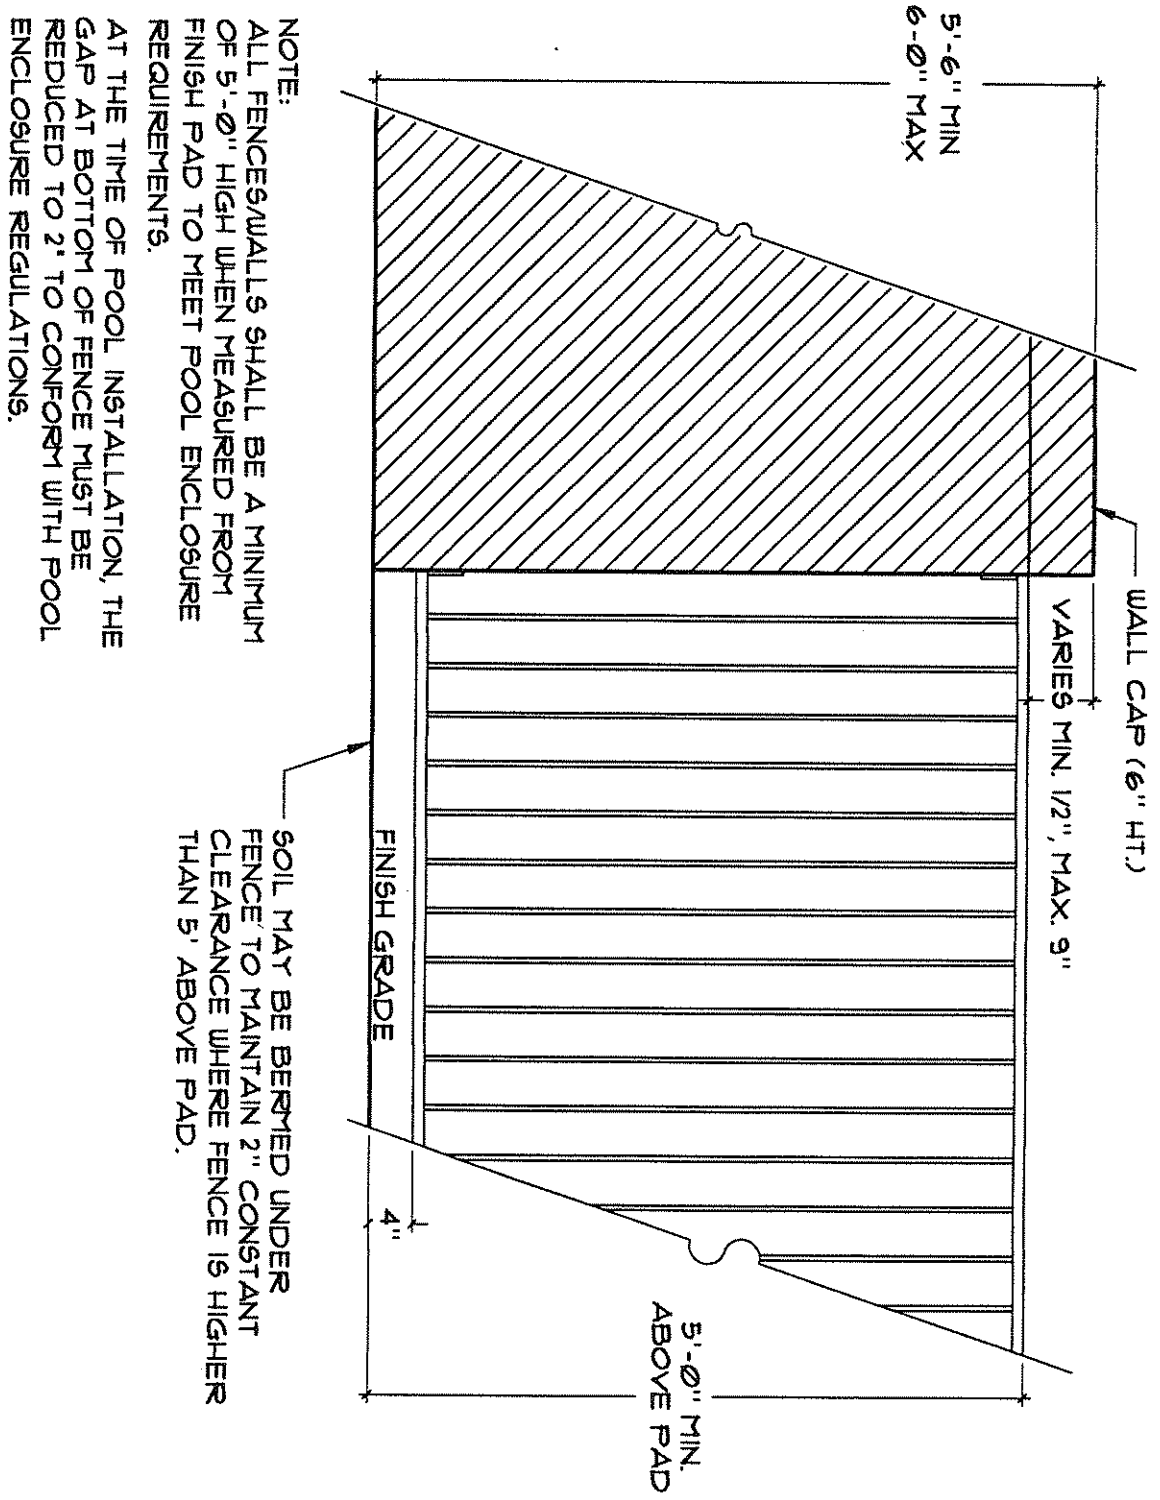 WALL CAP (6" HT.)
VARIES MIN. 1/2", MAX. 9"
5'-6" MIN
6-0" MAX
5'-0" MIN.
ABOVE PAD
4"
FINISH GRADE
SOIL MAY BE BERMED UNDER
FENCE TO MAINTAIN 2" CONSTANT
CLEARANCE WHERE FENCE IS HIGHER
THAN 5' ABOVE PAD.
NOTE:
ALL FENCES/WALLS SHALL BE A MINIMUM
OF 5'-0" HIGH WHEN MEASURED FROM
FINISH PAD TO MEET POOL ENCLOSURE
REQUIREMENTS.
AT THE TIME OF POOL INSTALLATION, THE
GAP AT BOTTOM OF FENCE MUST BE
REDUCED TO 2" TO CONFORM WITH POOL
ENCLOSURE REGULATIONS.